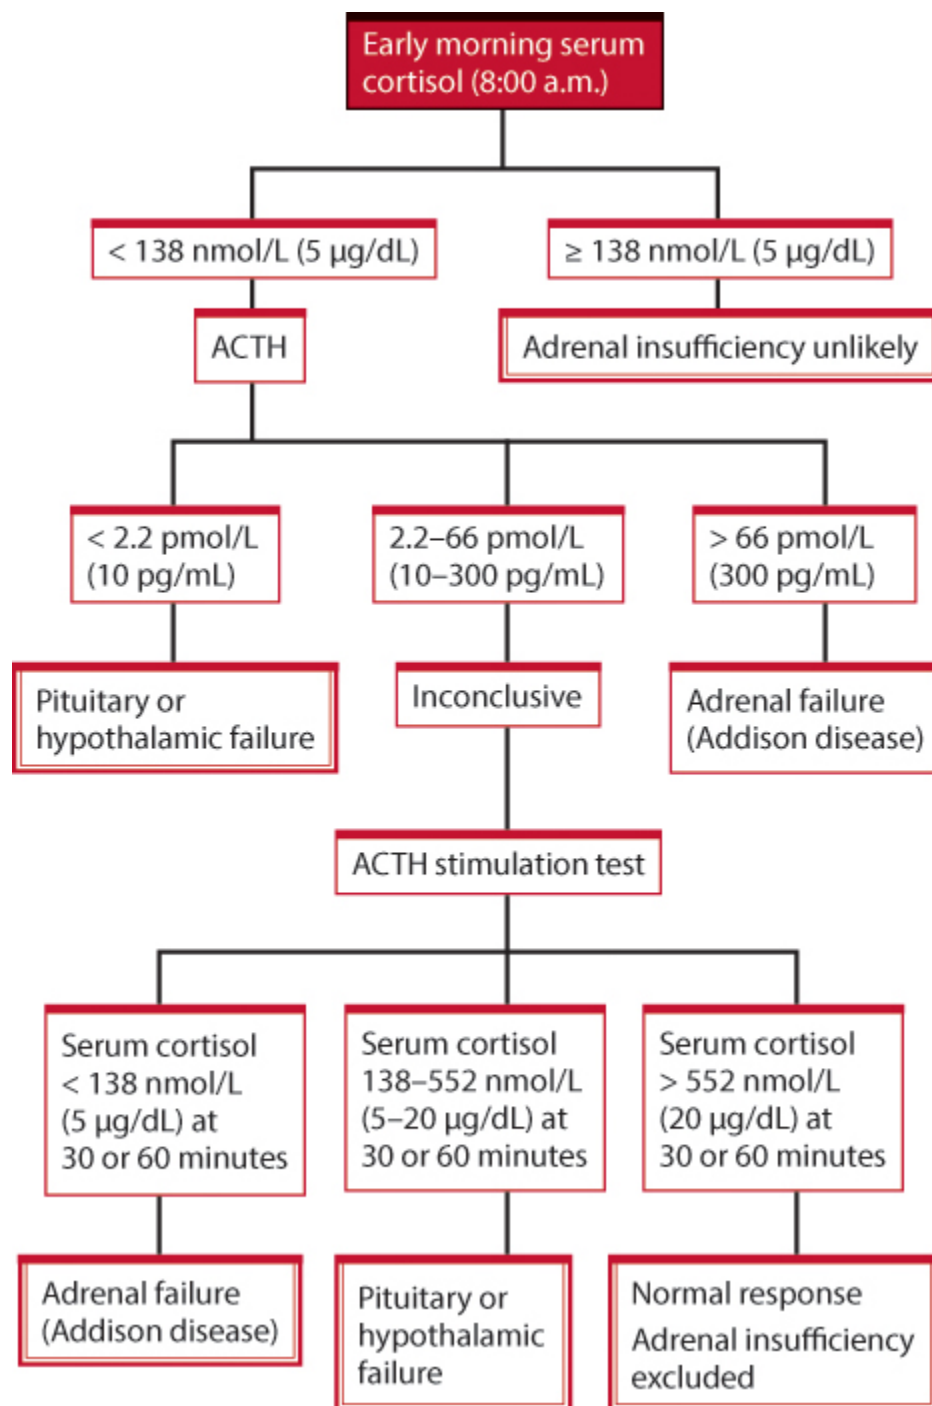 Early morning serum
cortisol (8:00 a.m.)
< 138 nmol/L (5 µg/dL)
≥ 138 nmol/L (5 µg/dL)
ACTH
Adrenal insufficiency unlikely
< 2.2 pmol/L
(10 pg/mL)
2.2–66 pmol/L
(10–300 pg/mL)
> 66 pmol/L
(300 pg/mL)
Pituitary or
hypothalamic failure
Inconclusive
Adrenal failure
(Addison disease)
ACTH stimulation test
Serum cortisol
< 138 nmol/L
(5 µg/dL) at
30 or 60 minutes
Serum cortisol
138–552 nmol/L
(5–20 µg/dL) at
30 or 60 minutes
Serum cortisol
> 552 nmol/L
(20 µg/dL) at
30 or 60 minutes
Adrenal failure
(Addison disease)
Pituitary or
hypothalamic
failure
Normal response
Adrenal insufficiency
excluded